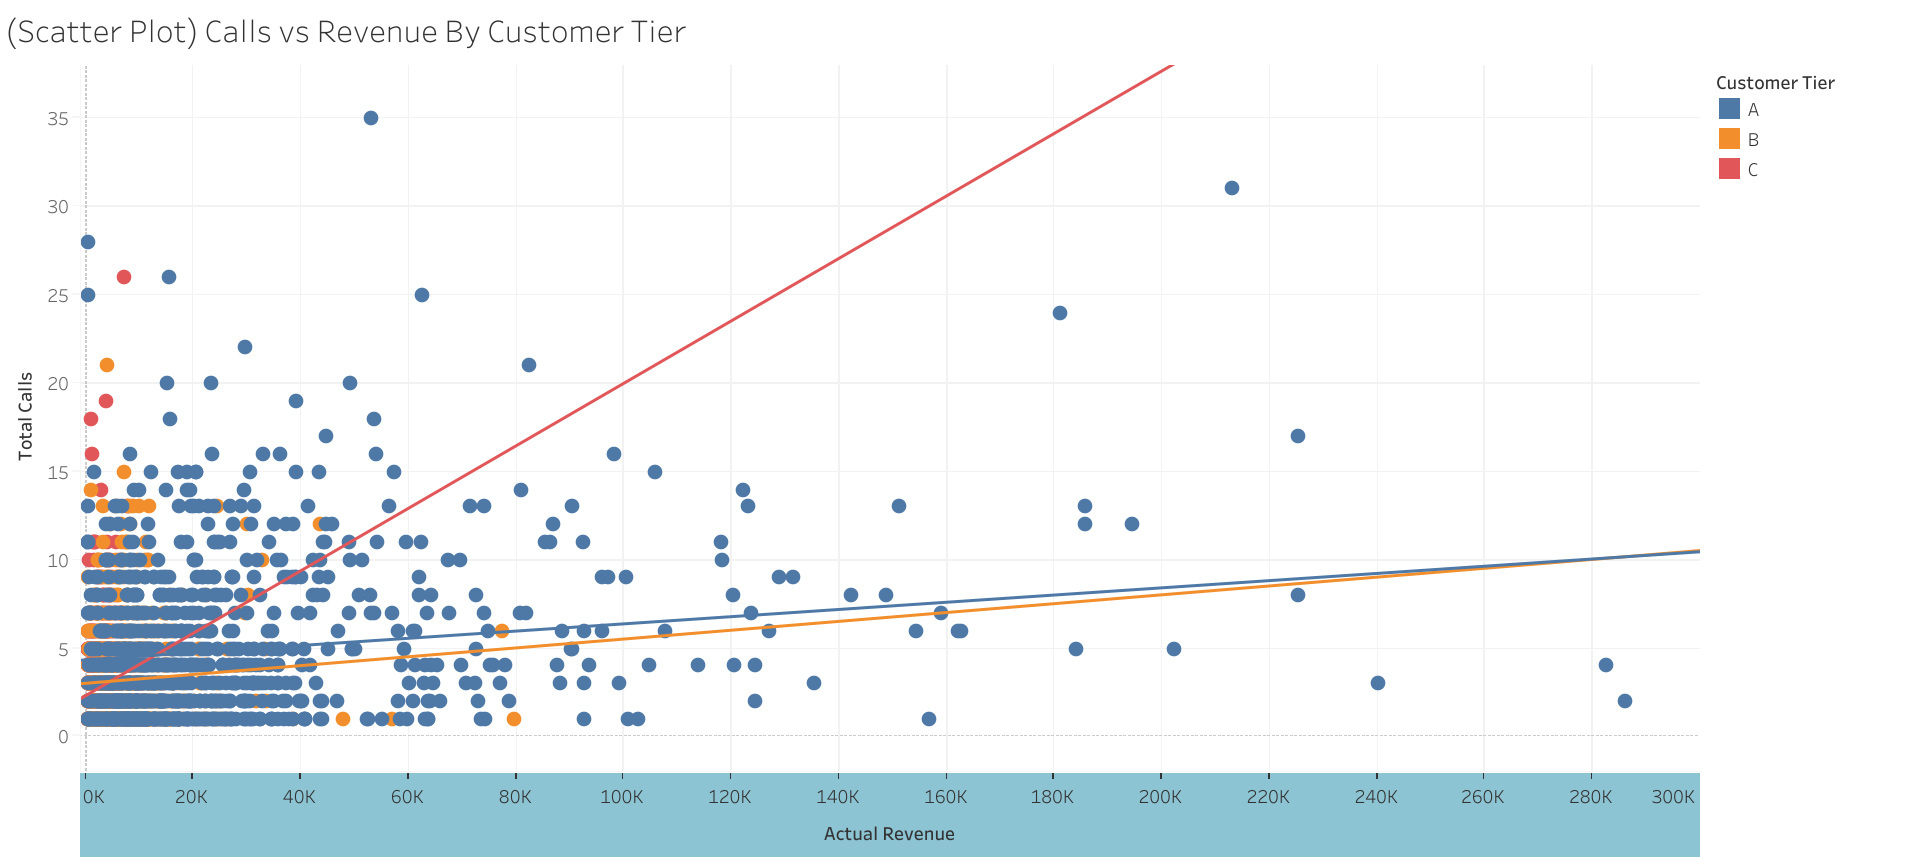 (Scatter Plot) Calls vs Revenue By Customer Tier
Customer Tier
A
B
C
Total Calls
35
30
25
20
15
10
5
0
0K 20K 40K 60K 80K 100K 120K 140K 160K 180K 200K 220K 240K 260K 280K 300K
Actual Revenue